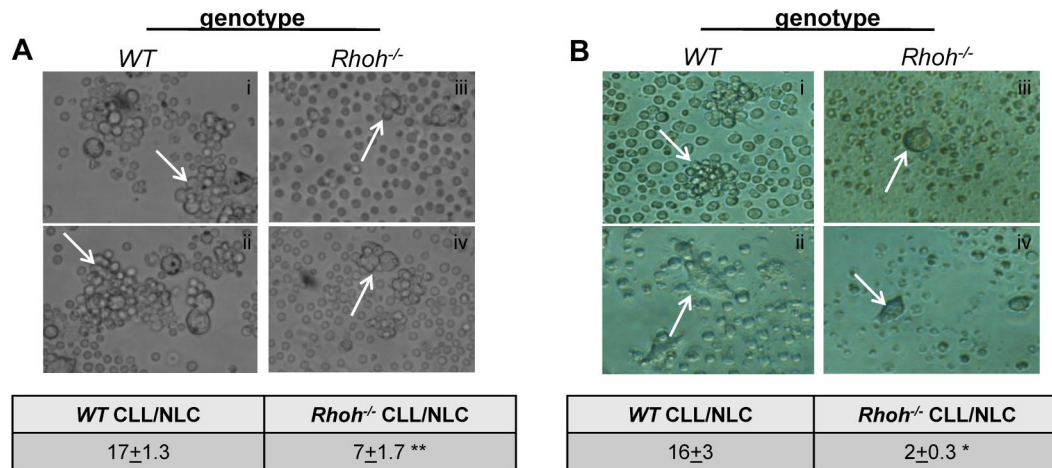 genotype
A
WT
Rhoh-/-
i
iii
ii
iv
WT CLL/NLC
Rhoh-/- CLL/NLC
17±1.3
7±1.7 **
genotype
B
WT
Rhoh-/-
i
iii
ii
iv
WT CLL/NLC
Rhoh-/- CLL/NLC
16±3
2±0.3 *